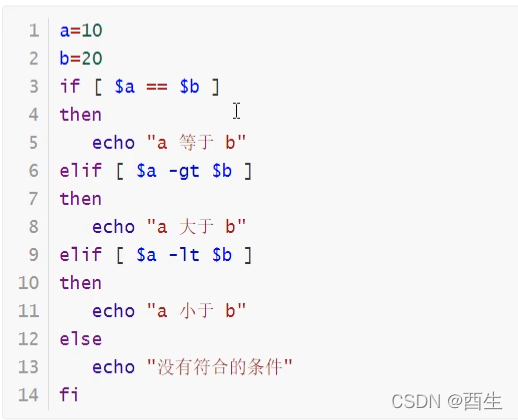 1 a=10
2 b=20
3 if [ $a == $b ]
4 then
5 echo "a 等于 b"
6 elif [ $a -gt $b ]
7 then
8 echo "a 大于 b"
9 elif [ $a -lt $b ]
10 then
11 echo "a 小于 b"
12 else
13 echo "没有符合的条件"
14 fi
CSDN @酉生